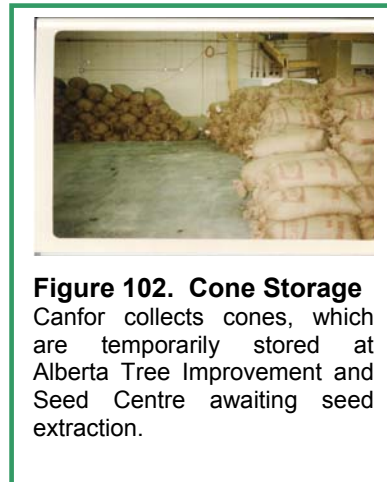 Figure 102. Cone Storage
Canfor collects cones, which
are temporarily stored at
Alberta Tree Improvement and
Seed Centre awaiting seed
extraction.